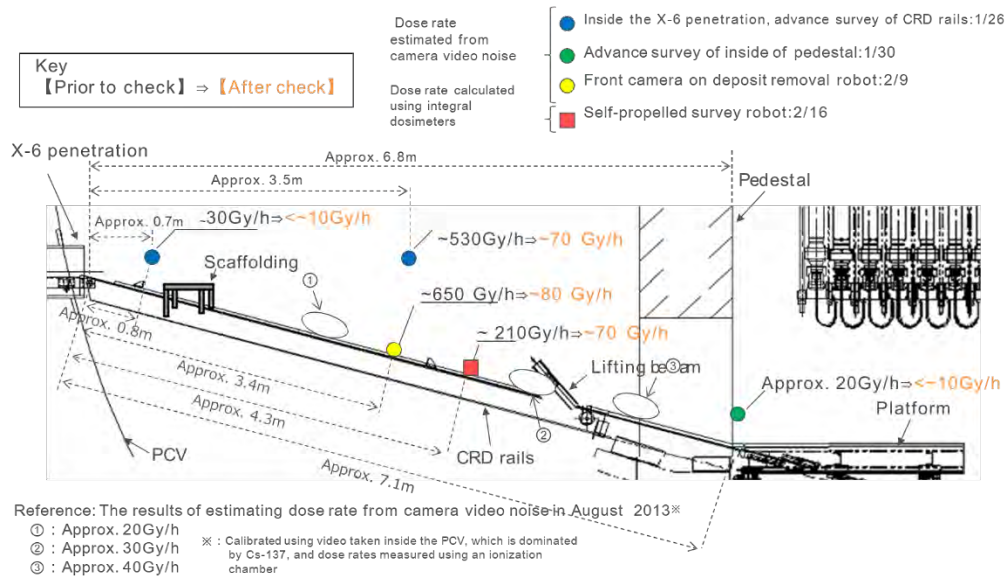 Key
【Prior to check】 ⇒ 【After check】
Dose rate
estimated from
camera video noise
Dose rate calculated
using integral
dosimeters
Inside the X-6 penetration, advance survey of CRD rails:1/26
Advance survey of inside of pedestal:1/30
Front camera on deposit removal robot:2/9
Self-propelled survey robot:2/16
X-6 penetration
Approx. 6.8m
Approx. 3.5m
Pedestal
Approx. 0.7m
~30Gy/h⇒<~10Gy/h
~530Gy/h⇒~70 Gy/h
Scaffolding
①
~650 Gy/h⇒~80 Gy/h
~ 210Gy/h⇒~70 Gy/h
Approx. 0.8m
Lifting beam
③
Approx. 3.4m
Approx. 20Gy/h⇒<~10Gy/h
Approx. 4.3m
Platform
②
PCV
CRD rails
Approx. 7.1m
Reference: The results of estimating dose rate from camera video noise in August 2013※
① : Approx. 20Gy/h
② : Approx. 30Gy/h
③ : Approx. 40Gy/h
※ : Calibrated using video taken inside the PCV, which is dominated
by Cs-137, and dose rates measured using an ionization
chamber